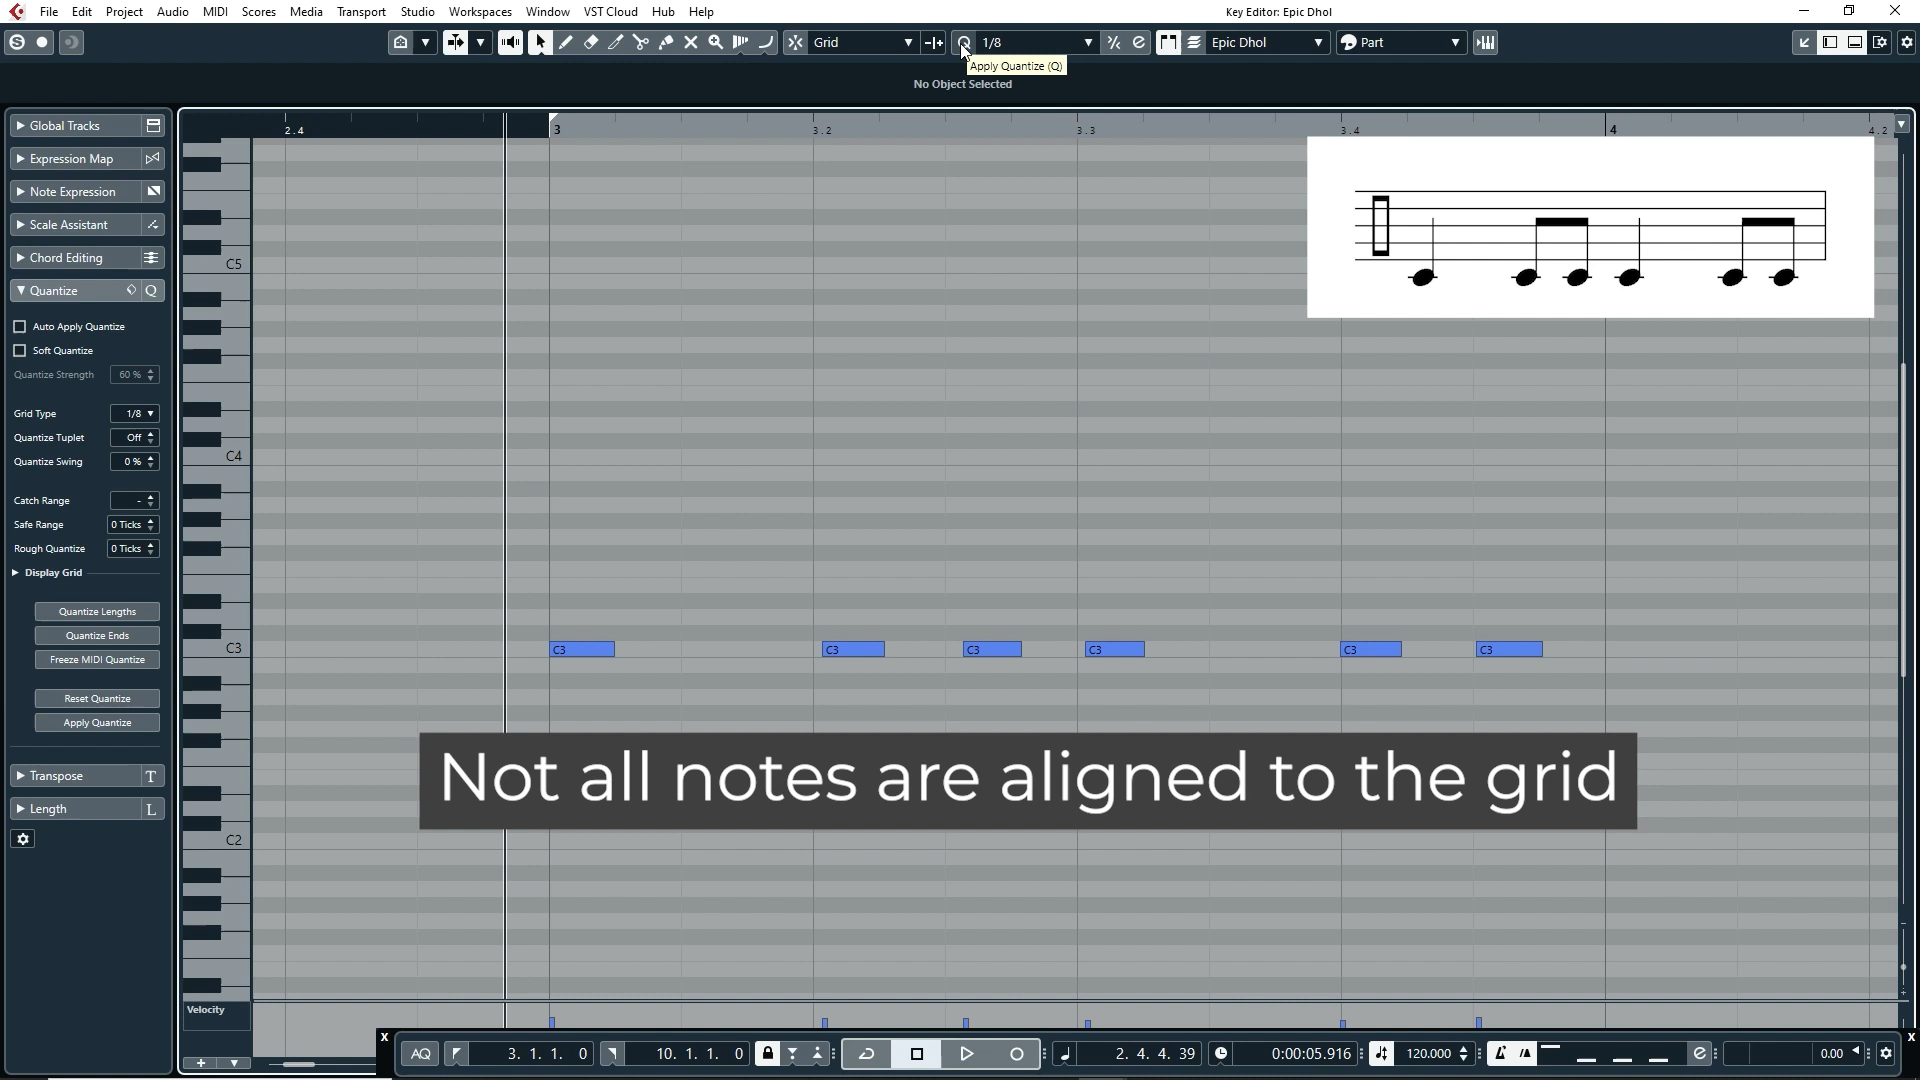 File Edit Project Audio MIDI Scores Media Transport Studio Workspaces Window VST Cloud Hub Help
Key Editor: Epic Dhol
Grid
1/8
Epic Dhol
Part
Apply Quantize (Q)
No Object Selected
Global Tracks
Expression Map
Note Expression
Scale Assistant
Chord Editing
Quantize Q
Auto Apply Quantize
Soft Quantize
Quantize Strength 60 %
Grid Type 1/8
Quantize Tuplet Off
Quantize Swing 0 %
Catch Range -
Safe Range 0 Ticks
Rough Quantize 0 Ticks
Display Grid
Quantize Lengths
Quantize Ends
Freeze MIDI Quantize
Reset Quantize
Apply Quantize
Transpose T
Length L
2.4 3 3.2 3.3 3.4 4 4.2
C5
C4
C3
C2
C3 C3 C3 C3 C3 C3
Not all notes are aligned to the grid
Velocity
X
AQ 3. 1. 1. 0 10. 1. 1. 0 2. 4. 4. 39 0:00:05.916 120.000 0.00
X